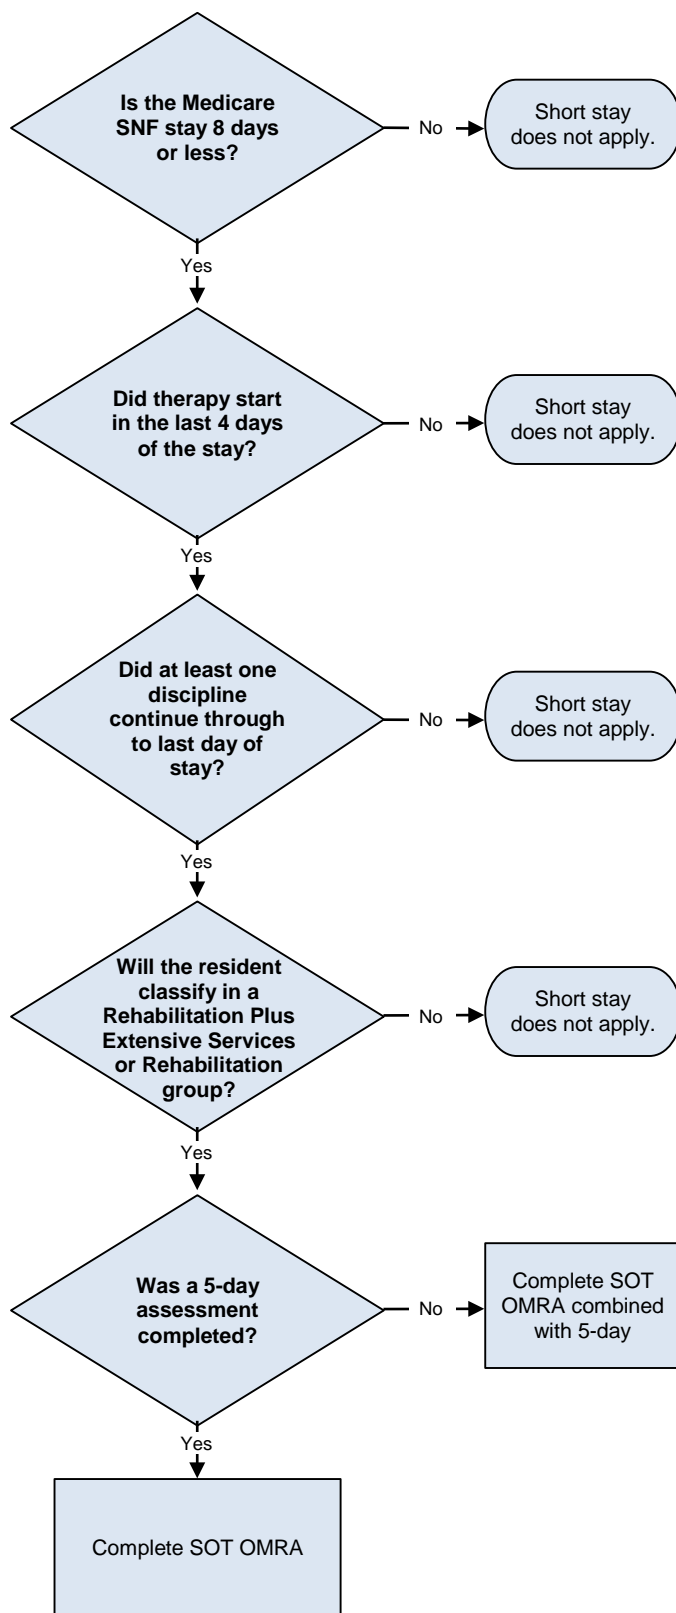 Is the Medicare
SNF stay 8 days
or less?
No
Short stay
does not apply.
Yes
Did therapy start
in the last 4 days
of the stay?
No
Short stay
does not apply.
Yes
Did at least one
discipline
continue through
to last day of
stay?
No
Short stay
does not apply.
Yes
Will the resident
classify in a
Rehabilitation Plus
Extensive Services
or Rehabilitation
group?
No
Short stay
does not apply.
Yes
Was a 5-day
assessment
completed?
No
Complete SOT
OMRA combined
with 5-day
Yes
Complete SOT OMRA